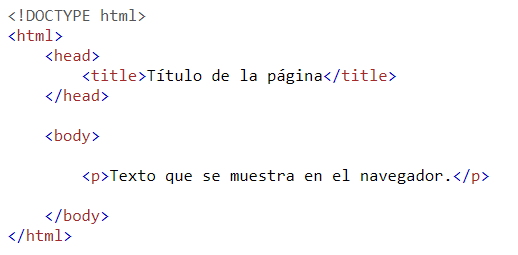 <!DOCTYPE html>
<html>
<head>
<title>Título de la página</title>
</head>
<body>
<p>Texto que se muestra en el navegador.</p>
</body>
</html>